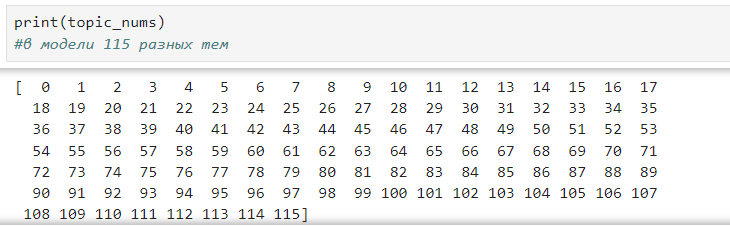 print(topic_nums)
#в модели 115 разных тем
[  0   1   2   3   4   5   6   7   8   9  10  11  12  13  14  15  16  17
  18  19  20  21  22  23  24  25  26  27  28  29  30  31  32  33  34  35
  36  37  38  39  40  41  42  43  44  45  46  47  48  49  50  51  52  53
  54  55  56  57  58  59  60  61  62  63  64  65  66  67  68  69  70  71
  72  73  74  75  76  77  78  79  80  81  82  83  84  85  86  87  88  89
  90  91  92  93  94  95  96  97  98  99 100 101 102 103 104 105 106 107
 108 109 110 111 112 113 114 115]